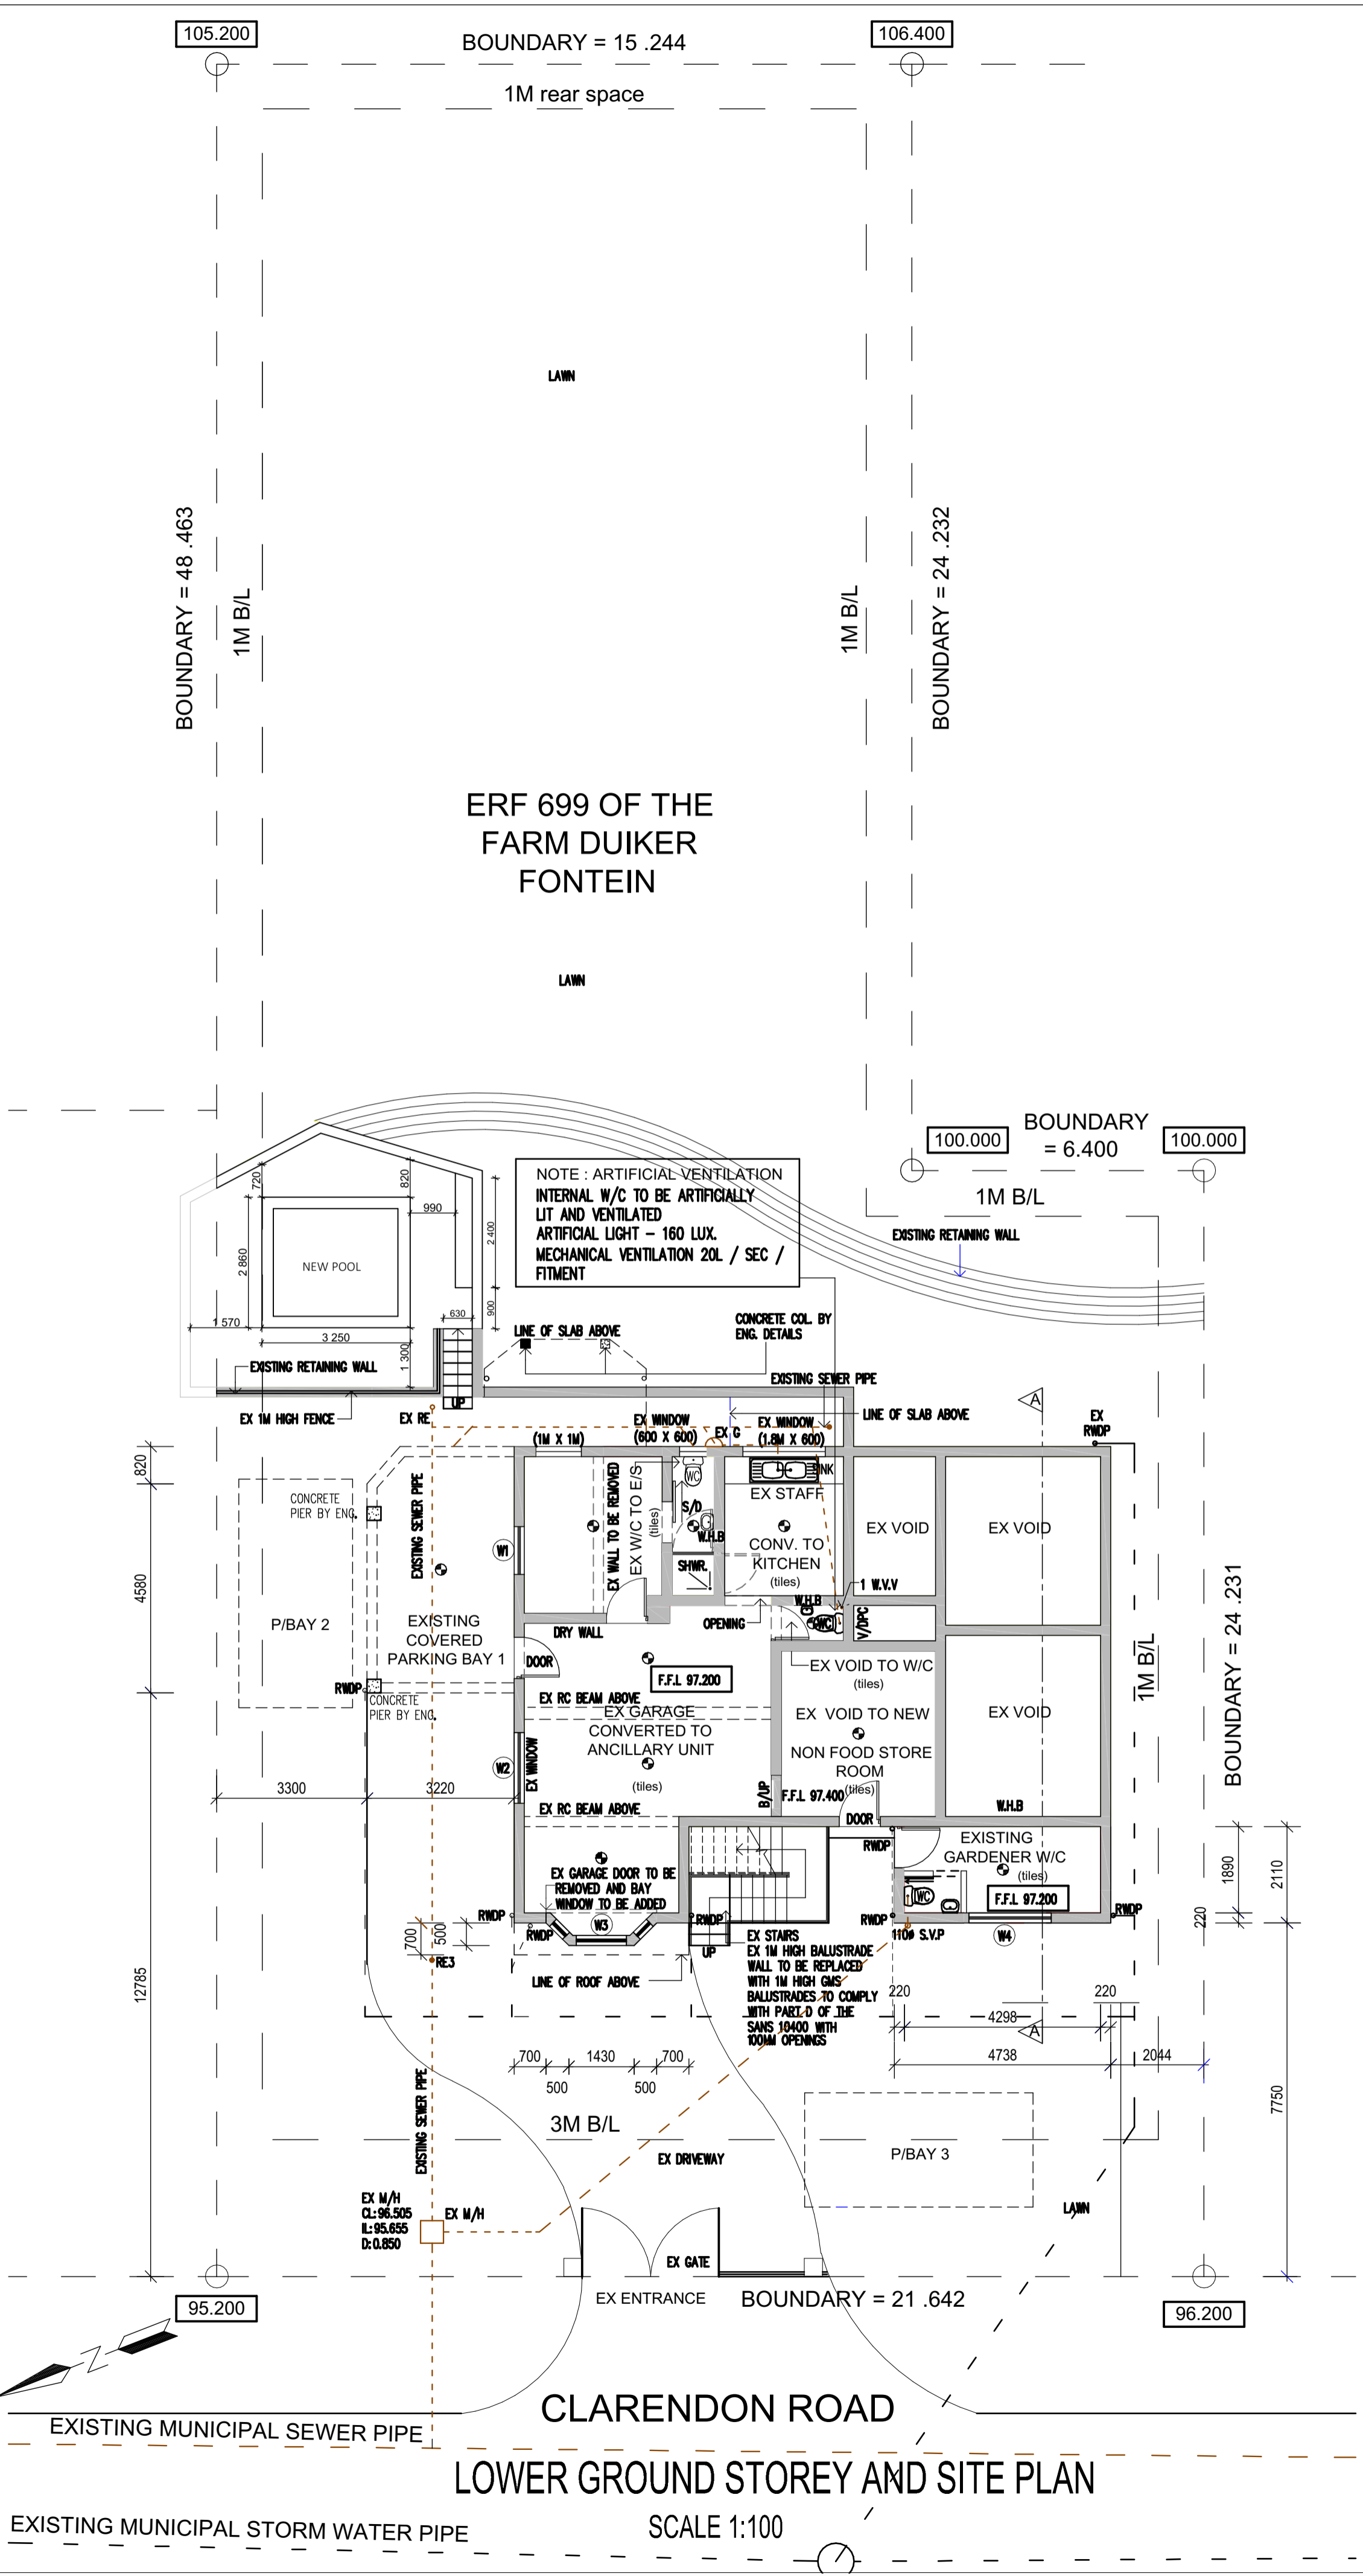 105.200
BOUNDARY = 15 .244
106.400
1M rear space
LAWN
BOUNDARY = 48 .463
1M B/L
1M B/L
BOUNDARY = 24 .232
ERF 699 OF THE
FARM DUIKER
FONTEIN
LAWN
100.000
BOUNDARY
= 6.400
100.000
1M B/L
EXISTING RETAINING WALL
NOTE : ARTIFICIAL VENTILATION
INTERNAL W/C TO BE ARTIFICIALLY
LIT AND VENTILATED
ARTIFICIAL LIGHT – 160 LUX.
MECHANICAL VENTILATION 20L / SEC /
FITMENT
720
820
990
2 400
2 860
NEW POOL
1 570
630
900
3 250
1 300
EXISTING RETAINING WALL
UP
EX 1M HIGH FENCE
EX RE
LINE OF SLAB ABOVE
CONCRETE COL. BY
ENG. DETAILS
EXISTING SEWER PIPE
LINE OF SLAB ABOVE
A
EX
RWDP
EX WINDOW
(600 X 600)
EX G
EX WINDOW
(1.8M X 600)
(1M X 1M)
820
4580
CONCRETE
PIER BY ENG.
EXISTING SEWER PIPE
P/BAY 2
EXISTING
COVERED
PARKING BAY 1
W1
EX WALL TO BE REMOVED
EX W/C TO E/S
(tiles)
WC
S/D
W.H.B
SHWR.
SINK
EX STAFF
CONV. TO
KITCHEN
(tiles)
EX VOID
EX VOID
1 W.V.V
W.H.B
WC
V/DPC
OPENING
DRY WALL
DOOR
EX VOID TO W/C
(tiles)
F.F.L 97.200
RWDP
CONCRETE
PIER BY ENG.
EX RC BEAM ABOVE
EX GARAGE
CONVERTED TO
ANCILLARY UNIT
(tiles)
EX VOID TO NEW
NON FOOD STORE
ROOM
(tiles)
EX VOID
1M B/L
BOUNDARY = 24 .231
W2
EX WINDOW
3300
3220
B/UP
F.F.L 97.400
EX RC BEAM ABOVE
W.H.B
DOOR
RWDP
EXISTING
GARDENER W/C
(tiles)
WC
F.F.L 97.200
1890
2110
220
EX GARAGE DOOR TO BE
REMOVED AND BAY
WINDOW TO BE ADDED
RWDP
RWDP
W3
RWDP
UP
RWDP
110Ø S.V.P
W4
RWDP
700
500
RE3
LINE OF ROOF ABOVE
EX STAIRS
EX 1M HIGH BALUSTRADE
WALL TO BE REPLACED
WITH 1M HIGH GMS
BALUSTRADES TO COMPLY
WITH PART D OF THE
SANS 10400 WITH
100MM OPENINGS
12785
220
220
4298
A
4738
2044
700
1430
700
500
500
7750
3M B/L
EXISTING SEWER PIPE
P/BAY 3
EX DRIVEWAY
LAWN
EX M/H
CL:96.505
IL:95.655
D:0.850
EX M/H
EX GATE
EX ENTRANCE
BOUNDARY = 21 .642
95.200
96.200
N
CLARENDON ROAD
EXISTING MUNICIPAL SEWER PIPE
LOWER GROUND STOREY AND SITE PLAN
SCALE 1:100
EXISTING MUNICIPAL STORM WATER PIPE